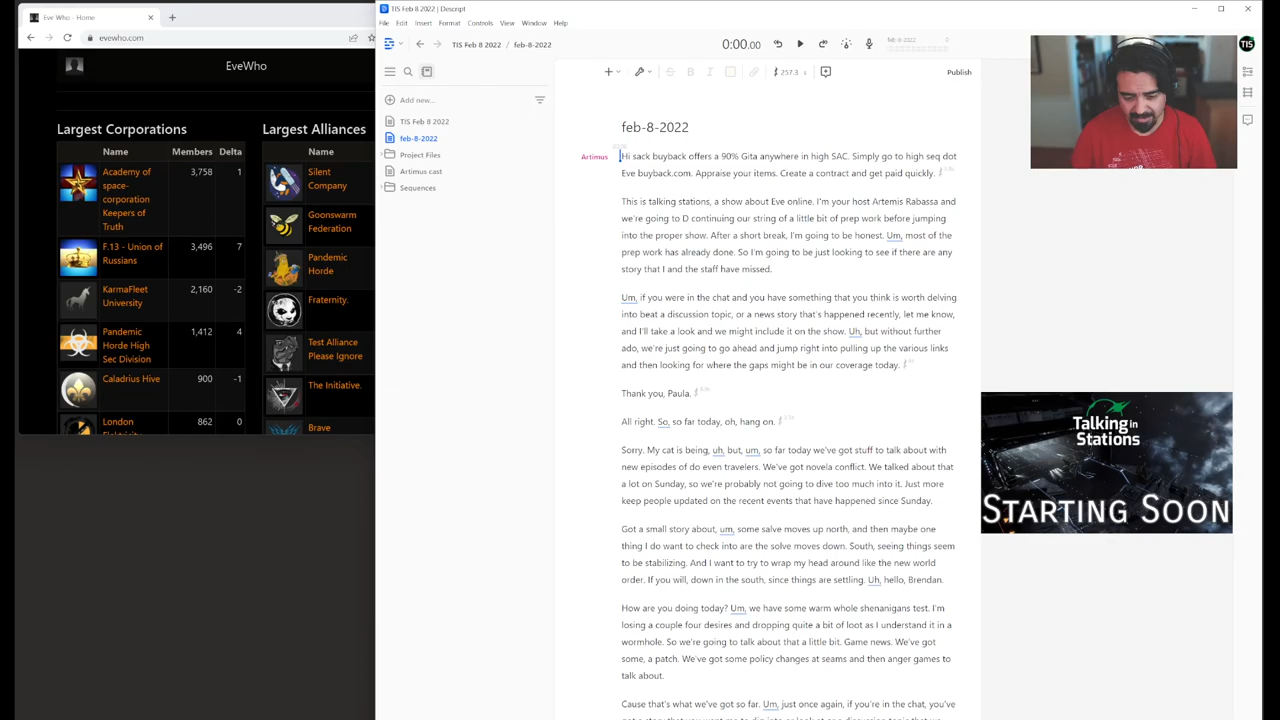 Eve Who - Home
evewho.com
EveWho
Largest Corporations
Name Members Delta
Academy of space-corporation Keepers of Truth 3,758 1
F.13 - Union of Russians 3,496 7
KarmaFleet University 2,160 -2
Pandemic Horde High Sec Division 1,412 4
Caladrius Hive 900 -1
London 862 0
Largest Alliances
Name
Silent Company
Goonswarm Federation
Pandemic Horde
Fraternity.
Test Alliance Please Ignore
The Initiative.
Brave
TIS Feb 8 2022 | Descript
File Edit Insert Format Controls View Window Help
TIS Feb 8 2022 / feb-8-2022
0:00.00
feb-8-2022
257.3 s
Publish
Add new...
TIS Feb 8 2022
feb-8-2022
Project Files
Artimus cast
Sequences
feb-8-2022
Artimus
Hi sack buyback offers a 90% Gita anywhere in high SAC. Simply go to high seq dot
Eve buyback.com. Appraise your items. Create a contract and get paid quickly.
This is talking stations, a show about Eve online. I'm your host Artemis Rabassa and
we're going to D continuing our string of a little bit of prep work before jumping
into the proper show. After a short break, I'm going to be honest. Um, most of the
prep work has already done. So I'm going to be just looking to see if there are any
story that I and the staff have missed.
Um, if you were in the chat and you have something that you think is worth delving
into beat a discussion topic, or a news story that's happened recently, let me know,
and I'll take a look and we might include it on the show. Uh, but without further
ado, we're just going to go ahead and jump right into pulling up the various links
and then looking for where the gaps might be in our coverage today.
Thank you, Paula.
All right. So, so far today, oh, hang on.
Sorry. My cat is being, uh, but, um, so far today we've got stuff to talk about with
new episodes of do even travelers. We've got novela conflict. We talked about that
a lot on Sunday, so we're probably not going to dive too much into it. Just more
keep people updated on the recent events that have happened since Sunday.
Got a small story about, um, some salve moves up north, and then maybe one
thing I do want to check into are the solve moves down. South, seeing things seem
to be stabilizing. And I want to try to wrap my head around like the new world
order. If you will, down in the south, since things are settling. Uh, hello, Brendan.
How are you doing today? Um, we have some warm whole shenanigans test. I'm
losing a couple four desires and dropping quite a bit of loot as I understand it in a
wormhole. So we're going to talk about that a little bit. Game news. We've got
some, a patch. We've got some policy changes at seams and then anger games to
talk about.
Cause that's what we've got so far. Um, just once again, if you're in the chat, you've
TIS
Talking in
Stations
STARTING SOON